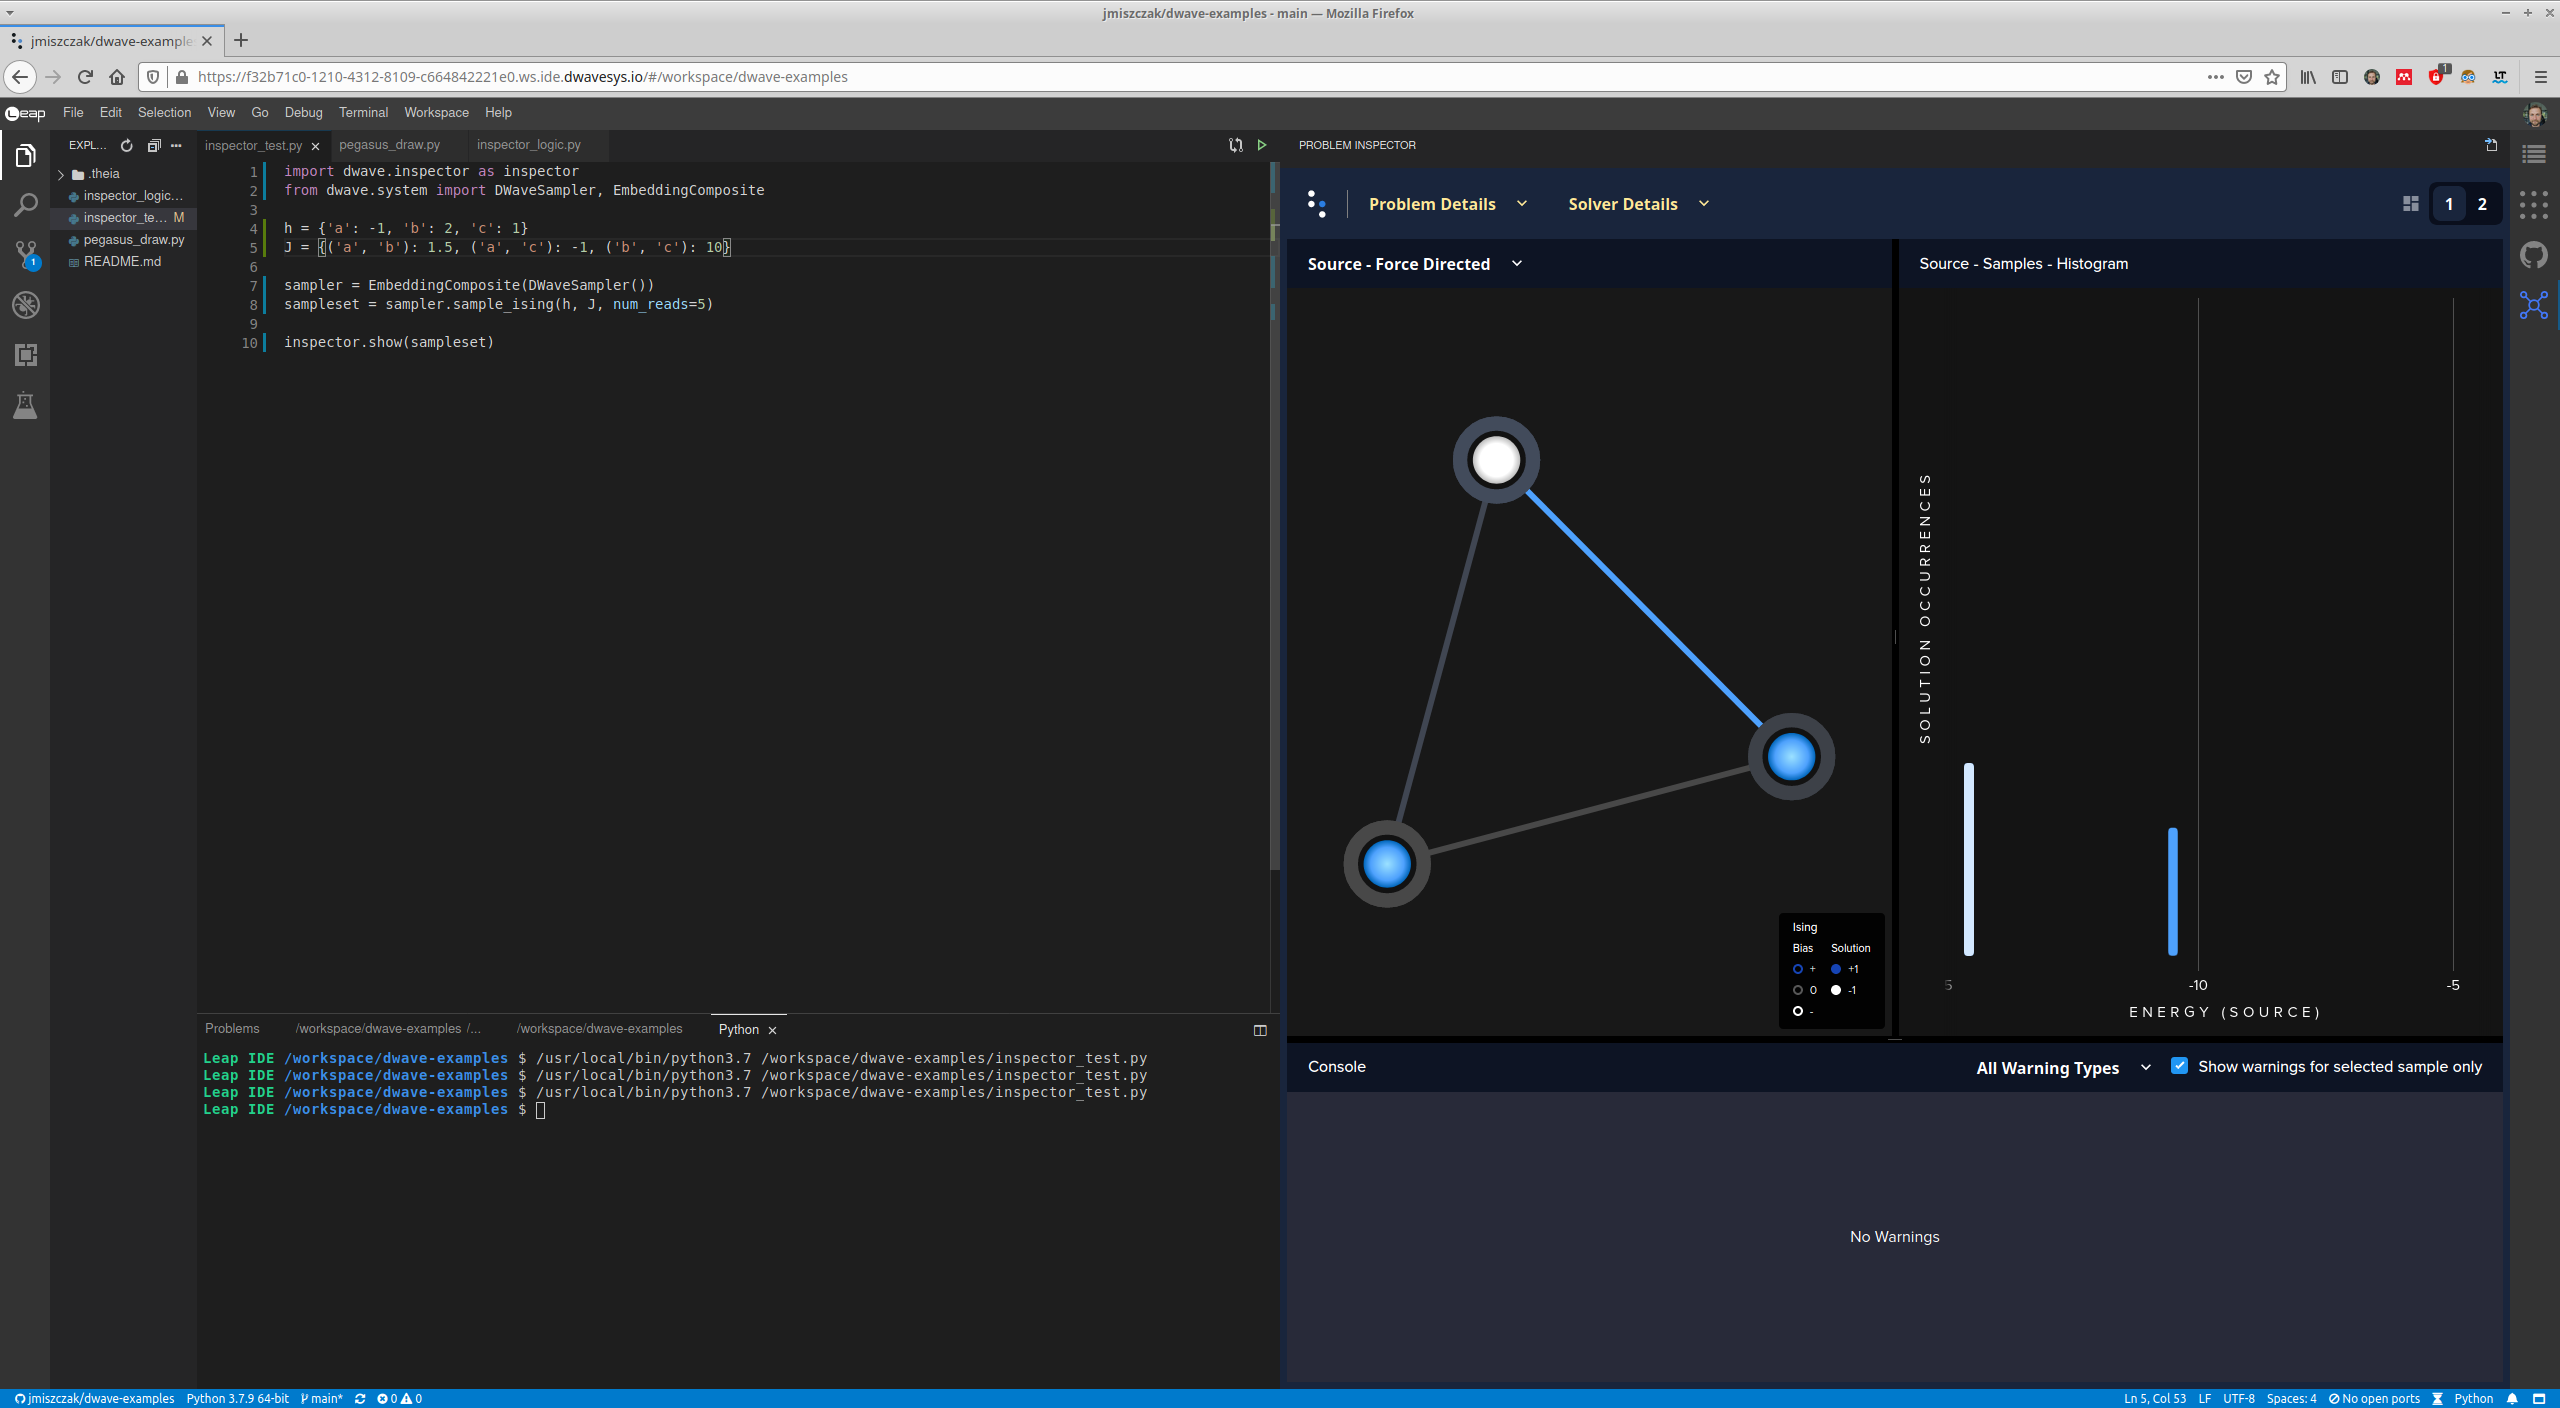 jmiszczak/dwave-examples - main — Mozilla Firefox
jmiszczak/dwave-example
https://f32b71c0-1210-4312-8109-c664842221e0.ws.ide.dwavesys.io/#/workspace/dwave-examples
1
LT
Leap File Edit Selection View Go Debug Terminal Workspace Help
EXPL...
.theia
inspector_logic...
inspector_te... M
pegasus_draw.py
README.md
1
inspector_test.py
pegasus_draw.py
inspector_logic.py
1 import dwave.inspector as inspector
2 from dwave.system import DWaveSampler, EmbeddingComposite
3
4 h = {'a': -1, 'b': 2, 'c': 1}
5 J = {('a', 'b'): 1.5, ('a', 'c'): -1, ('b', 'c'): 10}
6
7 sampler = EmbeddingComposite(DWaveSampler())
8 sampleset = sampler.sample_ising(h, J, num_reads=5)
9
10 inspector.show(sampleset)
Problems /workspace/dwave-examples /... /workspace/dwave-examples Python
Leap IDE /workspace/dwave-examples $ /usr/local/bin/python3.7 /workspace/dwave-examples/inspector_test.py
Leap IDE /workspace/dwave-examples $ /usr/local/bin/python3.7 /workspace/dwave-examples/inspector_test.py
Leap IDE /workspace/dwave-examples $ /usr/local/bin/python3.7 /workspace/dwave-examples/inspector_test.py
Leap IDE /workspace/dwave-examples $
PROBLEM INSPECTOR
Problem Details Solver Details 1 2
Source - Force Directed
Ising
Bias Solution
+ +1
0 -1
-
Source - Samples - Histogram
SOLUTION OCCURRENCES
5 -10 -5
ENERGY (SOURCE)
Console All Warning Types Show warnings for selected sample only
No Warnings
jmiszczak/dwave-examples Python 3.7.9 64-bit main* 0 0 Ln 5, Col 53 LF UTF-8 Spaces: 4 No open ports Python